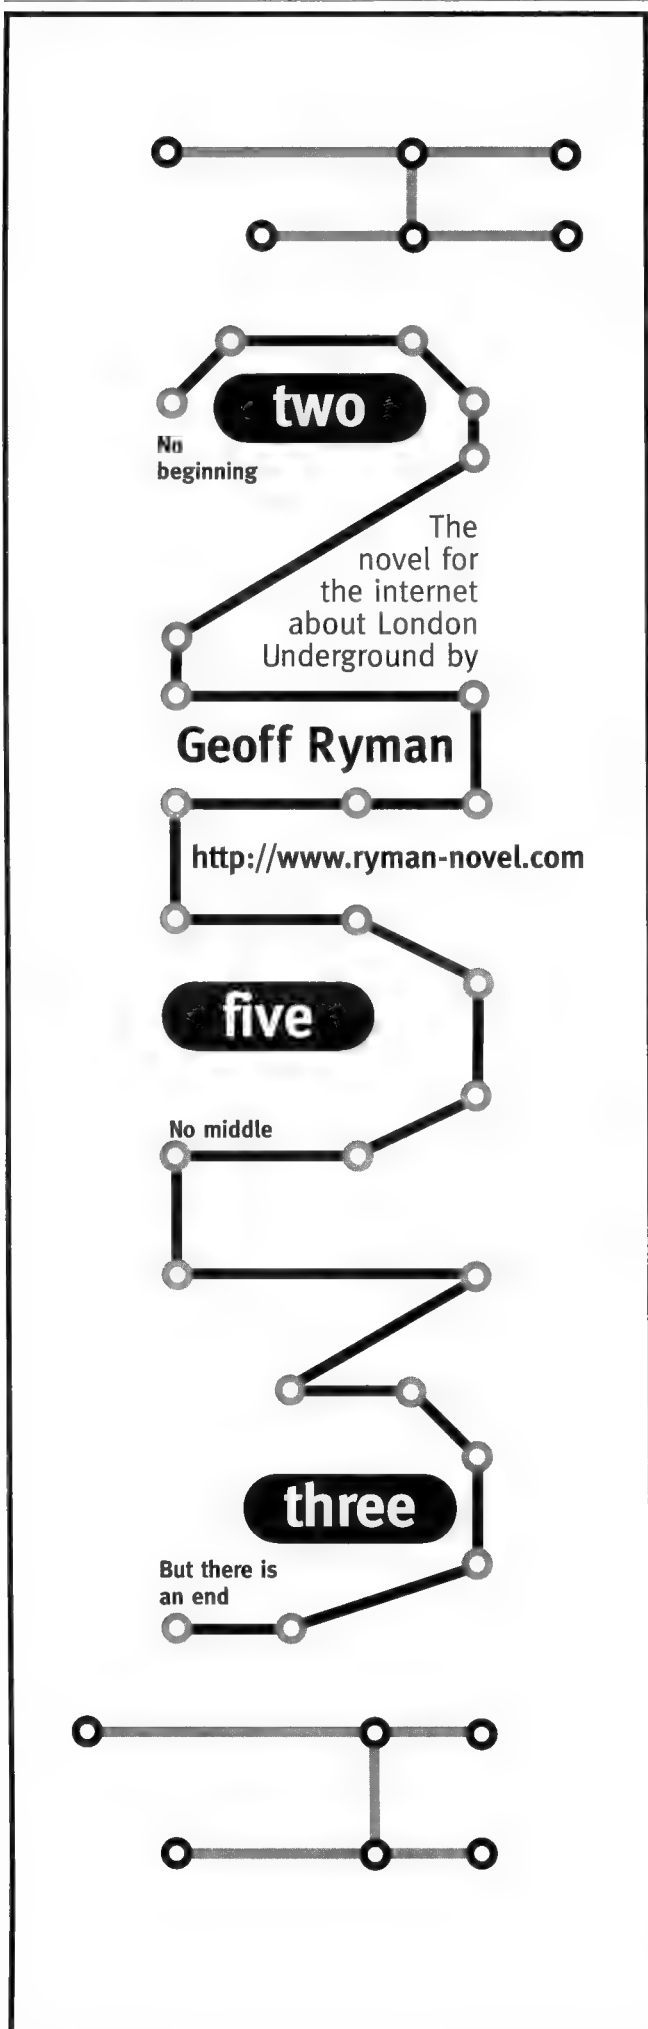 two
No
beginning
The
novel for
the internet
about London
Underground by
Geoff Ryman
http://www.ryman-novel.com
five
No middle
three
But there is
an end